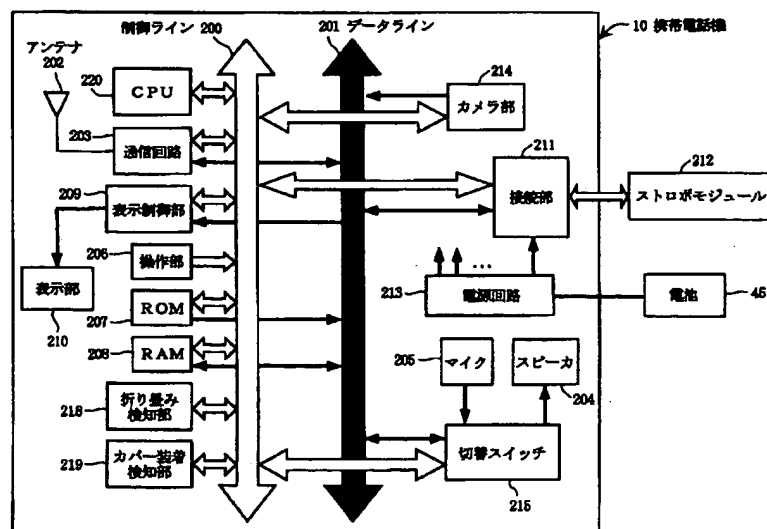 制御ライン 200
201 データライン
10 携帯電話機
アンテナ
202
220
CPU
214
カメラ部
203
通信回路
211
接続部
212
ストロボモジュール
209
表示制御部
206
操作部
表示部
210
…
213
電源回路
電池
45
207
ROM
208
RAM
205
マイク
スピーカ
204
218
折り畳み
検知部
219
カバー装着
検知部
切替スイッチ
215